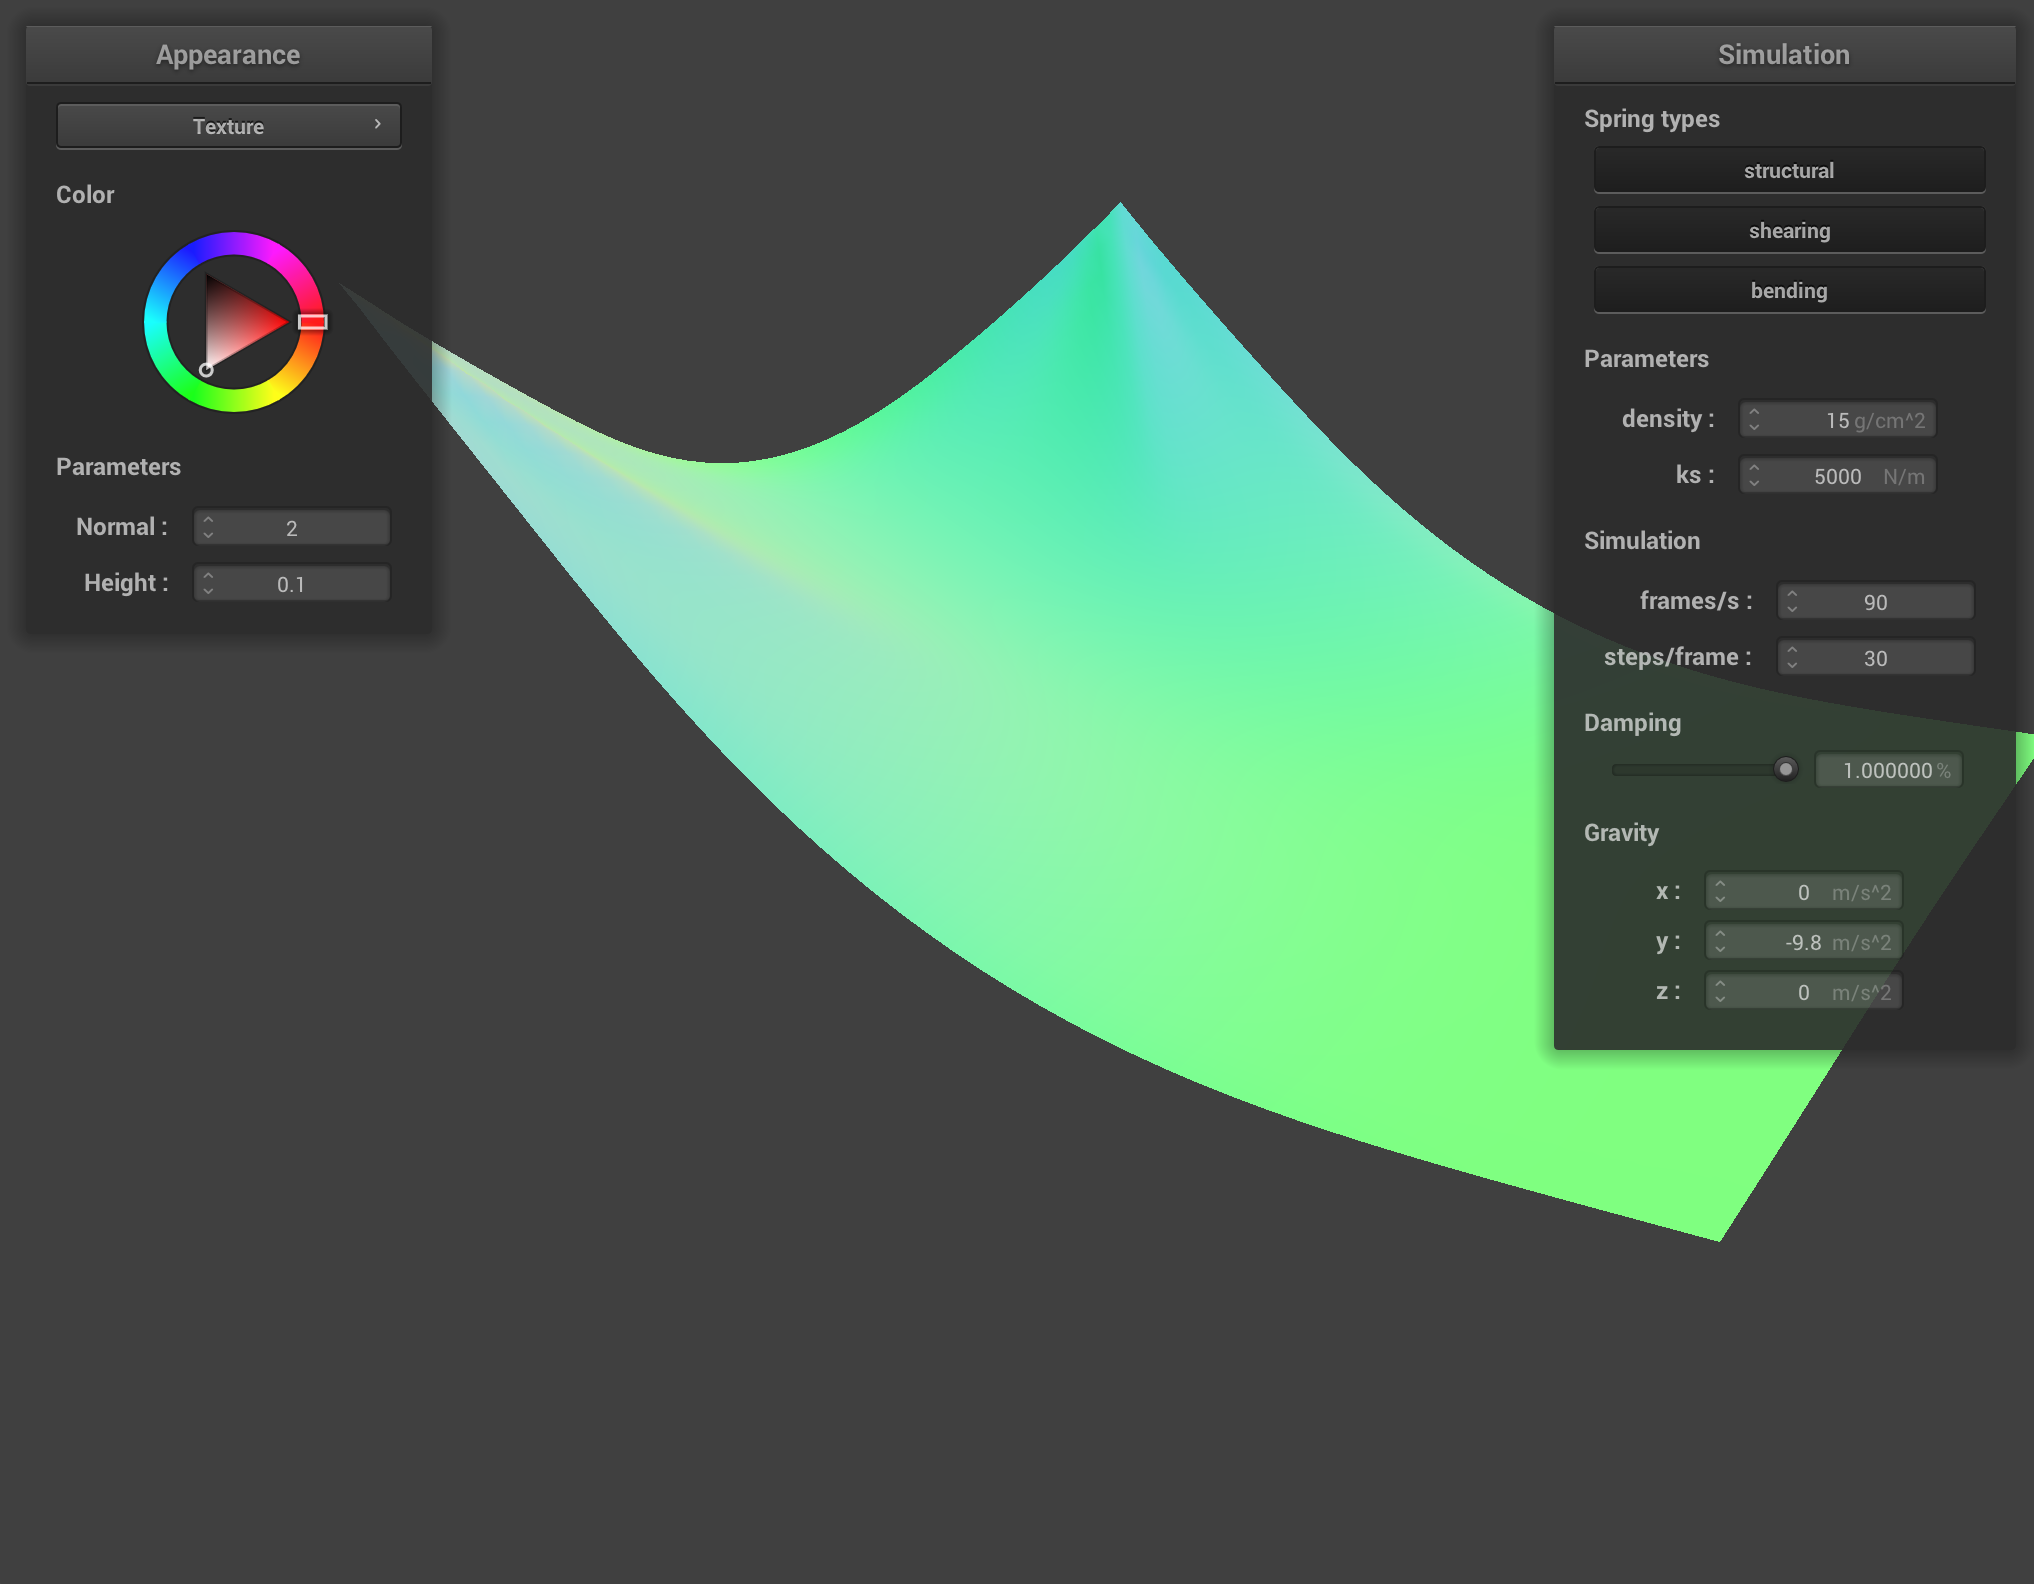 Appearance
Texture
Color
Parameters
Normal : 2
Height : 0.1
Simulation
Spring types
structural
shearing
bending
Parameters
density : 15 g/cm^2
ks : 5000 N/m
Simulation
frames/s : 90
steps/frame : 30
Damping
1.000000 %
Gravity
x : 0 m/s^2
y : -9.8 m/s^2
z : 0 m/s^2